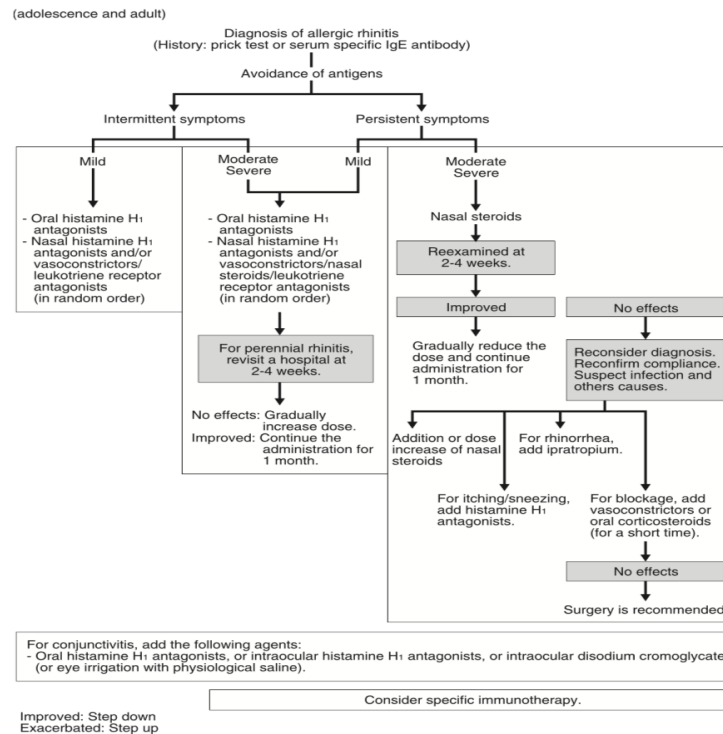 (adolescence and adult)
Diagnosis of allergic rhinitis
(History: prick test or serum specific IgE antibody)
Avoidance of antigens
Intermittent symptoms
Persistent symptoms
Mild
Moderate
Severe
Mild
Moderate
Severe
- Oral histamine H1
antagonists
- Nasal histamine H1
antagonists and/or
vasoconstrictors/
leukotriene receptor
antagonists
(in random order)
- Oral histamine H1
antagonists
- Nasal histamine H1
antagonists and/or
vasoconstrictors/nasal
steroids/leukotriene
receptor antagonists
(in random order)
For perennial rhinitis,
revisit a hospital at
2-4 weeks.
No effects: Gradually
increase dose.
Improved: Continue the
administration for
1 month.
Nasal steroids
Reexamined at
2-4 weeks.
Improved
Gradually reduce the
dose and continue
administration for
1 month.
No effects
Reconsider diagnosis.
Reconfirm compliance.
Suspect infection and
others causes.
Addition or dose
increase of nasal
steroids
For rhinorrhea,
add ipratropium.
For itching/sneezing,
add histamine H1
antagonists.
For blockage, add
vasoconstrictors or
oral corticosteroids
(for a short time).
No effects
Surgery is recommended
For conjunctivitis, add the following agents:
- Oral histamine H1 antagonists, or intraocular histamine H1 antagonists, or intraocular disodium cromoglycate
(or eye irrigation with physiological saline).
Consider specific immunotherapy.
Improved: Step down
Exacerbated: Step up